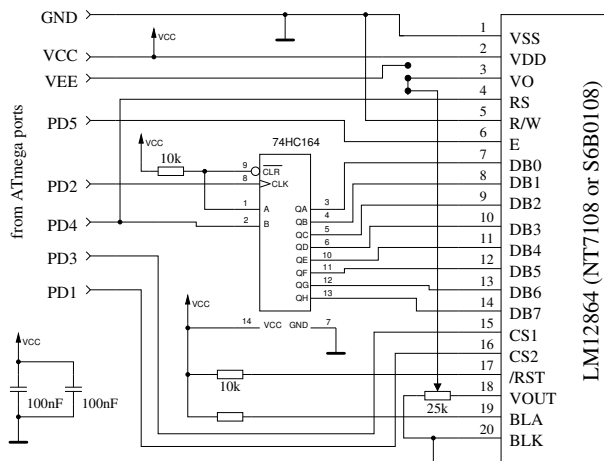 GND
VCC
VEE
PD5
PD2
PD4
PD3
PD1
from ATmega ports
VCC
VCC
10k
74HC164
9 CLR
8 CLK
1 A
2 B
QA 3
QB 4
QC 5
QD 6
QE 10
QF 11
QG 12
QH 13
14 VCC GND 7
VCC
10k
VCC
100nF 100nF
25k
1 VSS
2 VDD
3 VO
4 RS
5 R/W
6 E
7 DB0
8 DB1
9 DB2
10 DB3
11 DB4
12 DB5
13 DB6
14 DB7
15 CS1
16 CS2
17 /RST
18 VOUT
19 BLA
20 BLK
LM12864 (NT7108 or S6B0108)